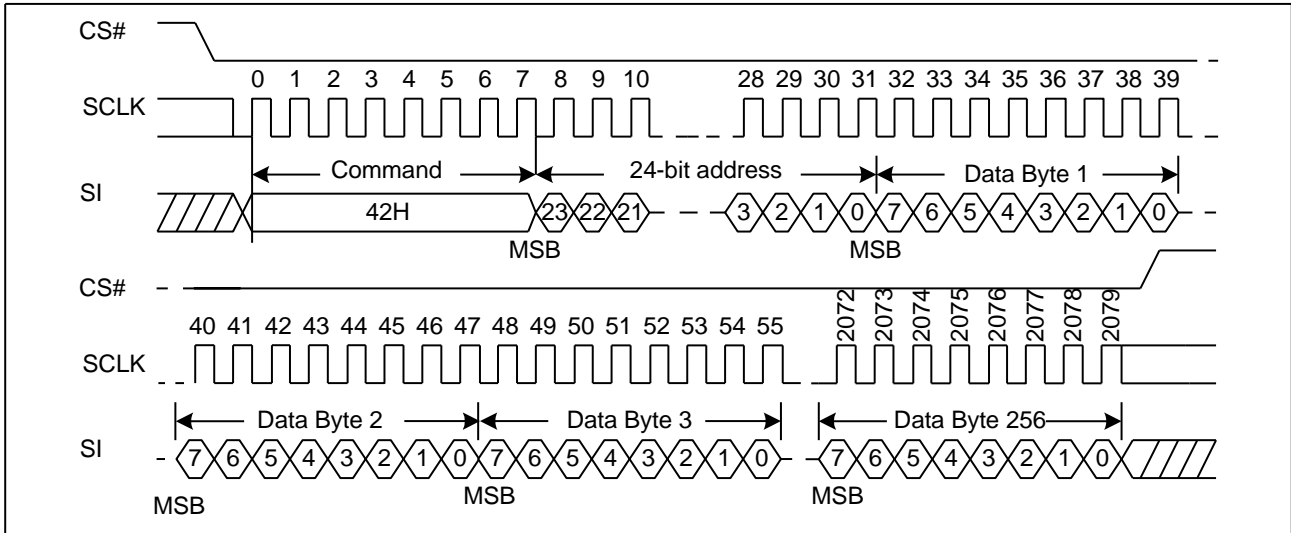 CS#
0 1 2 3 4 5 6 7 8 9 10 28 29 30 31 32 33 34 35 36 37 38 39
SCLK
Command 24-bit address Data Byte 1
SI
42H 23 22 21 3 2 1 0 7 6 5 4 3 2 1 0
MSB MSB
CS#
40 41 42 43 44 45 46 47 48 49 50 51 52 53 54 55 2072 2073 2074 2075 2076 2077 2078 2079
SCLK
Data Byte 2 Data Byte 3 Data Byte 256
SI
7 6 5 4 3 2 1 0 7 6 5 4 3 2 1 0 7 6 5 4 3 2 1 0
MSB MSB MSB